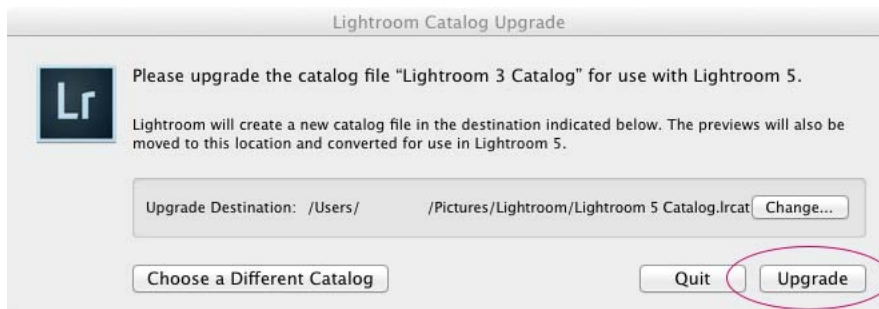 Lightroom Catalog Upgrade
Lr
Please upgrade the catalog file “Lightroom 3 Catalog” for use with Lightroom 5.
Lightroom will create a new catalog file in the destination indicated below. The previews will also be
moved to this location and converted for use in Lightroom 5.
Upgrade Destination: /Users/ /Pictures/Lightroom/Lightroom 5 Catalog.lrcat Change...
Choose a Different Catalog Quit Upgrade